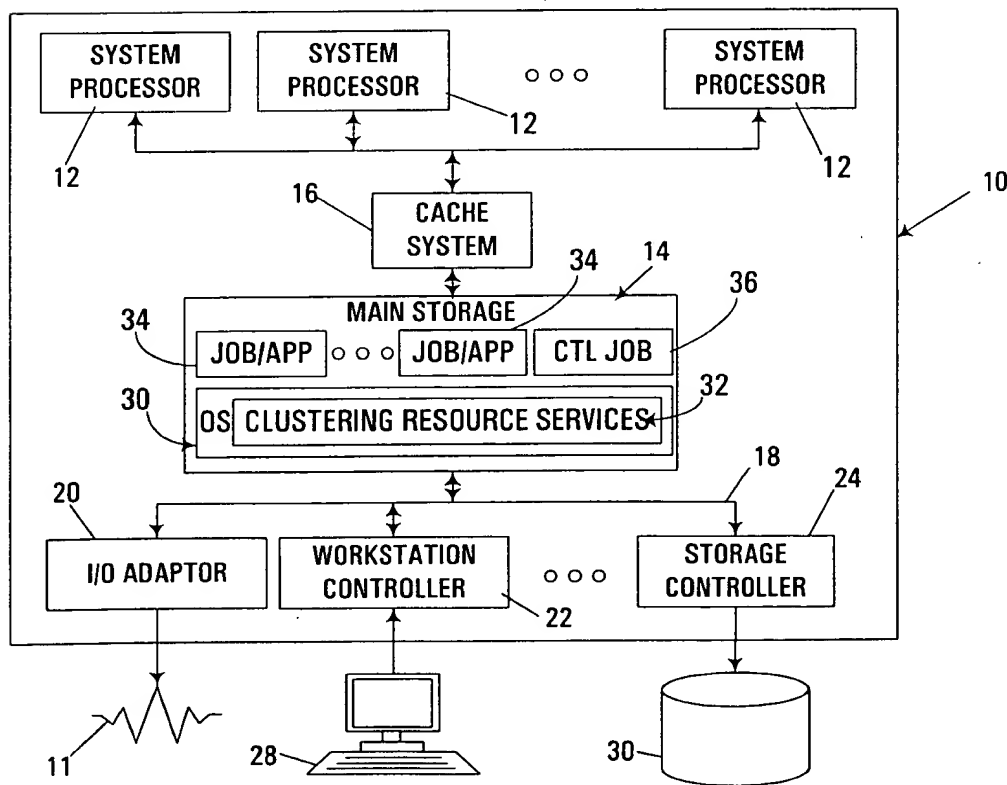 SYSTEM
PROCESSOR
SYSTEM
PROCESSOR
SYSTEM
PROCESSOR
12
12
12
10
16
CACHE
SYSTEM
34
14
36
34
MAIN STORAGE
JOB/APP
JOB/APP
CTL JOB
30
OS
CLUSTERING RESOURCE SERVICES
32
18
20
24
I/O ADAPTOR
WORKSTATION
CONTROLLER
22
STORAGE
CONTROLLER
11
28
30